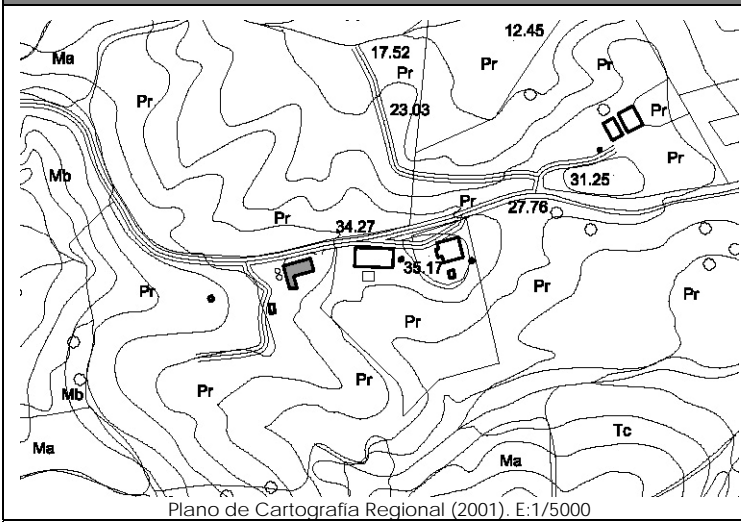 12.45
17.52
Ma
Pr
Pr
Pr
Pr
23.03
Pr
Pr
Mb
31.25
Pr
27.76
Pr
34.27
35.17
Pr
Pr
Pr
Pr
Pr
Pr
Mb
Tc
Ma
Ma
Plano de Cartografía Regional (2001). E:1/5000